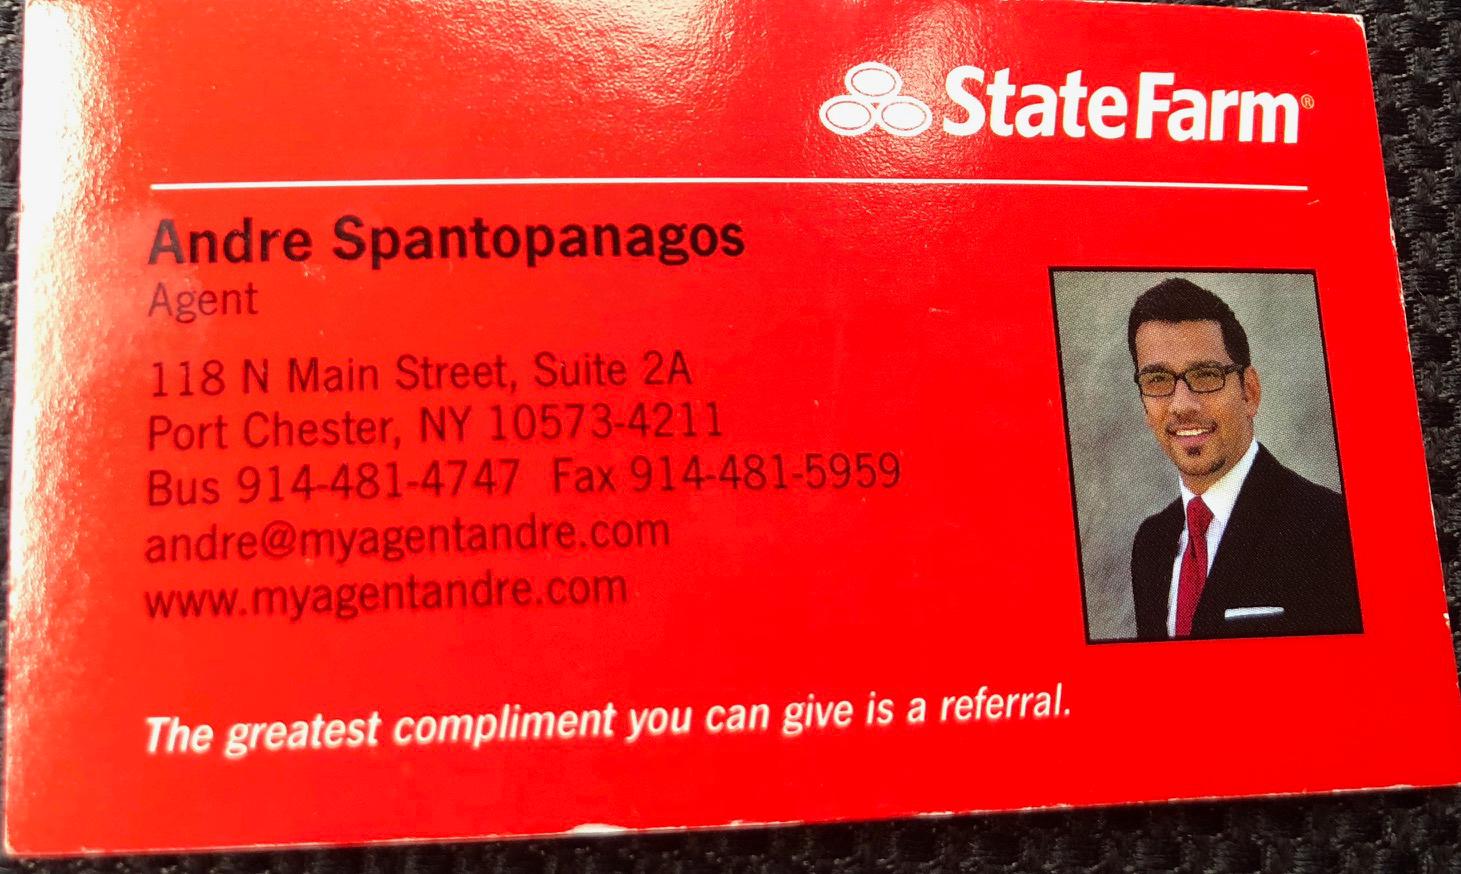 StateFarm®
Andre Spantopanagos
Agent
118 N Main Street, Suite 2A
Port Chester, NY 10573-4211
Bus 914-481-4747 Fax 914-481-5959
andre@myagentandre.com
www.myagentandre.com
The greatest compliment you can give is a referral.